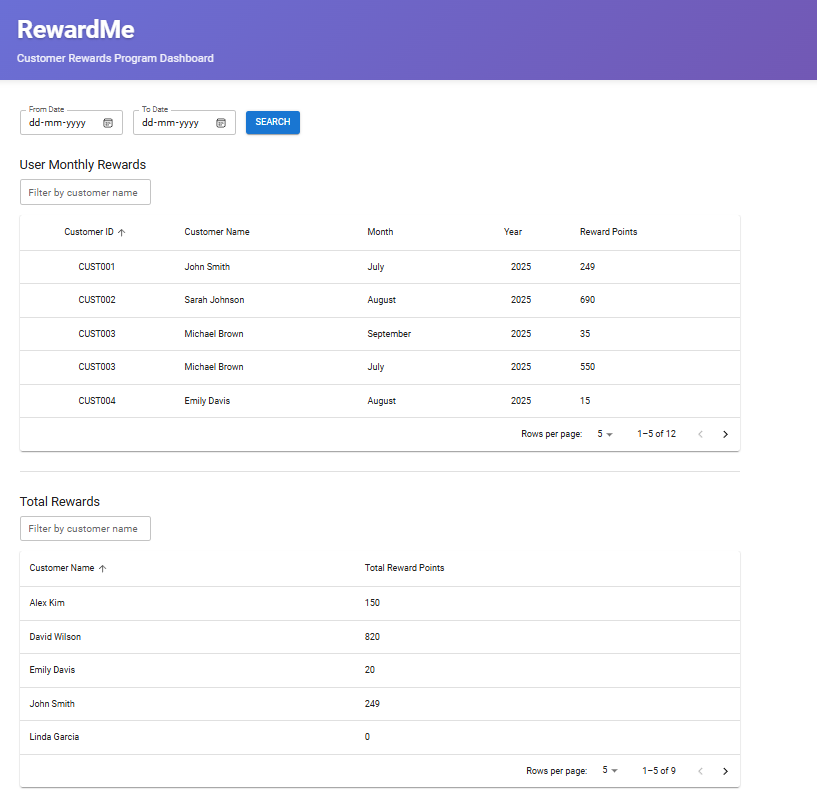 RewardMe
Customer Rewards Program Dashboard
From Date To Date
dd-mm-yyyy dd-mm-yyyy SEARCH
User Monthly Rewards
Filter by customer name
Customer ID ↑ Customer Name Month Year Reward Points
CUST001 John Smith July 2025 249
CUST002 Sarah Johnson August 2025 690
CUST003 Michael Brown September 2025 35
CUST003 Michael Brown July 2025 550
CUST004 Emily Davis August 2025 15
Rows per page: 5 1–5 of 12
Total Rewards
Filter by customer name
Customer Name ↑ Total Reward Points
Alex Kim 150
David Wilson 820
Emily Davis 20
John Smith 249
Linda Garcia 0
Rows per page: 5 1–5 of 9